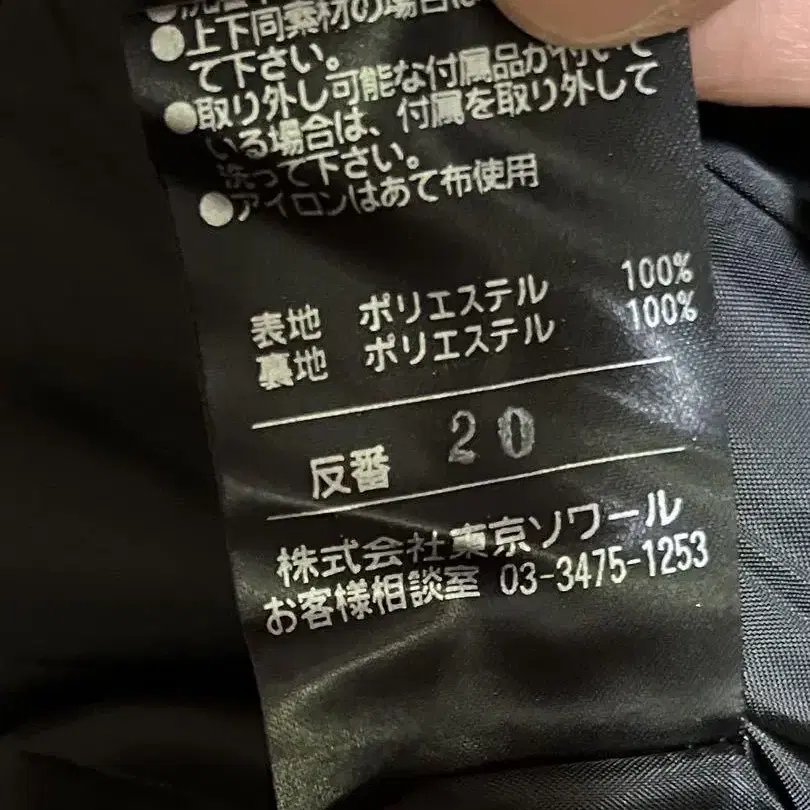 ●上下同素材の場合は
て下さい。
●取り外し可能な付属品が付いて
いる場合は、付属を取り外して
洗って下さい。
●アイロンはあて布使用
表地 ポリエステル 100%
裏地 ポリエステル 100%
反番 20
株式会社東京ソワール
お客様相談室 03-3475-1253